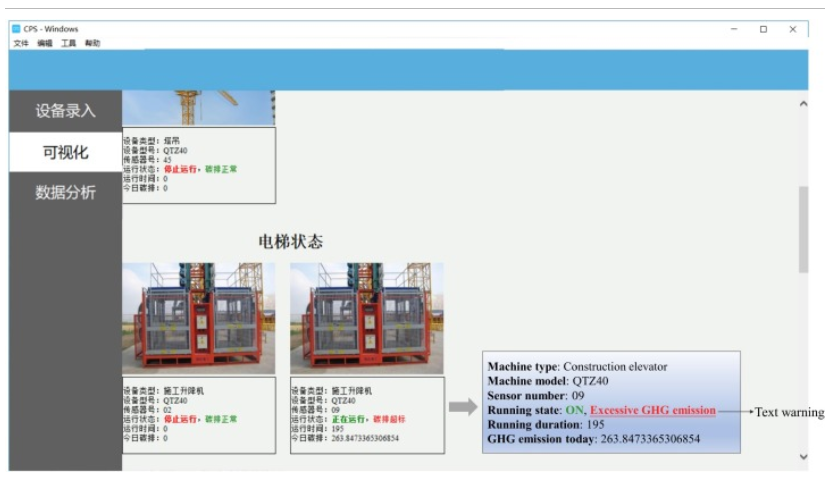 CPS - Windows
文件 编辑 工具 帮助
设备录入
可视化
数据分析
设备类型：塔吊
设备型号：QTZ40
传感器号：45
运行状态：停止运行，碳排正常
运行时间：0
今日碳排：0
电梯状态
设备类型：施工升降机
设备型号：QTZ40
传感器号：02
运行状态：停止运行，碳排正常
运行时间：0
今日碳排：0
设备类型：施工升降机
设备型号：QTZ40
传感器号：09
运行状态：正在运行，碳排超标
运行时间：195
今日碳排：263.8473365306854
Machine type: Construction elevator
Machine model: QTZ40
Sensor number: 09
Running state: ON, Excessive GHG emission
Running duration: 195
GHG emission today: 263.8473365306854
Text warning